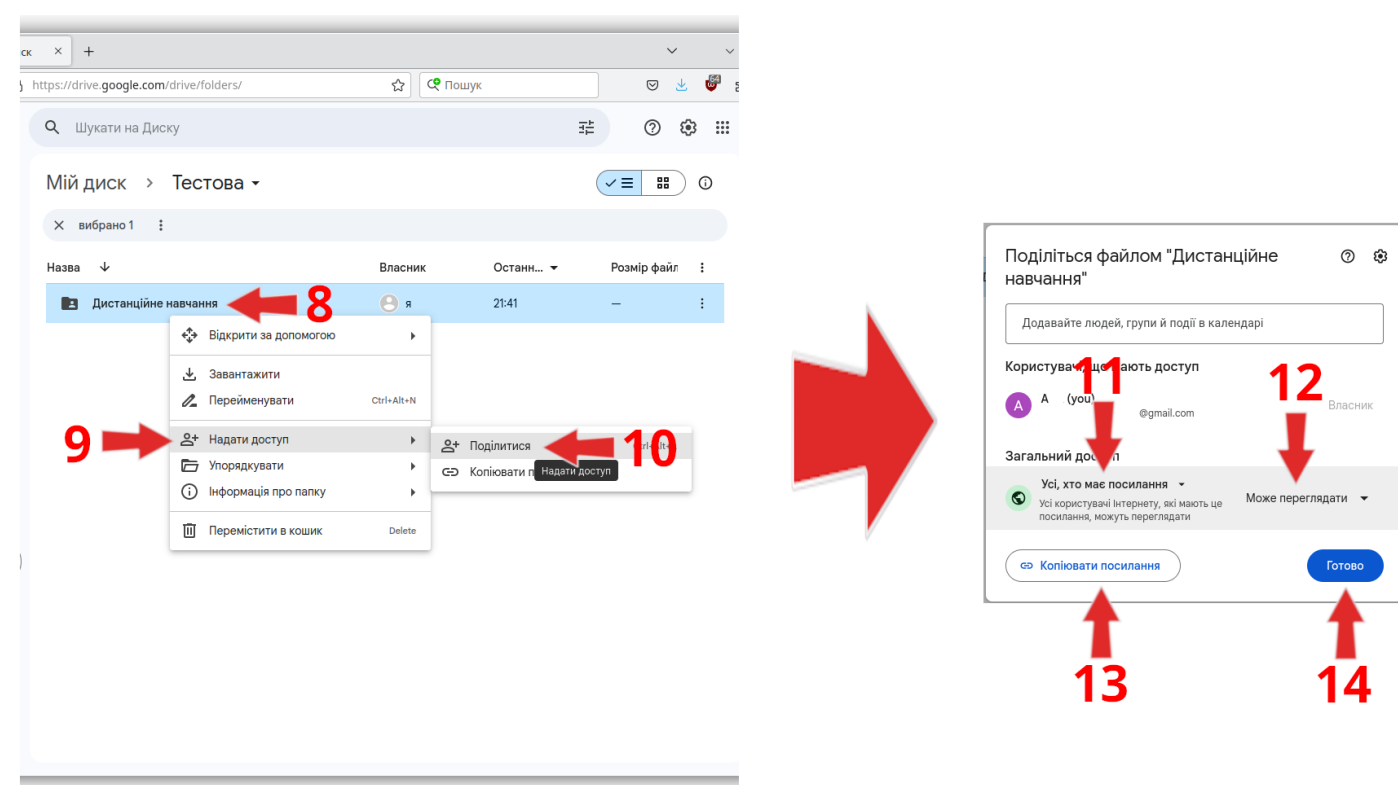 ск
https://drive.google.com/drive/folders/
Пошук
Шукати на Диску
Мій диск > Тестова
вибрано 1
Назва Власник Останн... Розмір файл
Дистанційне навчання я 21:41 —
8
Відкрити за допомогою
Завантажити
Перейменувати Ctrl+Alt+N
9
Надати доступ
Упорядкувати
Інформація про папку
Перемістити в кошик Delete
Поділитися
10
Копіювати
Надати доступ
Поділіться файлом "Дистанційне
навчання"
Додавайте людей, групи й події в календарі
Користувачі, що мають доступ
11
12
A
A (you)
@gmail.com
Власник
Загальний доступ
Усі, хто має посилання
Усі користувачі Інтернету, які мають це
посилання, можуть переглядати
Може переглядати
Копіювати посилання
Готово
13
14